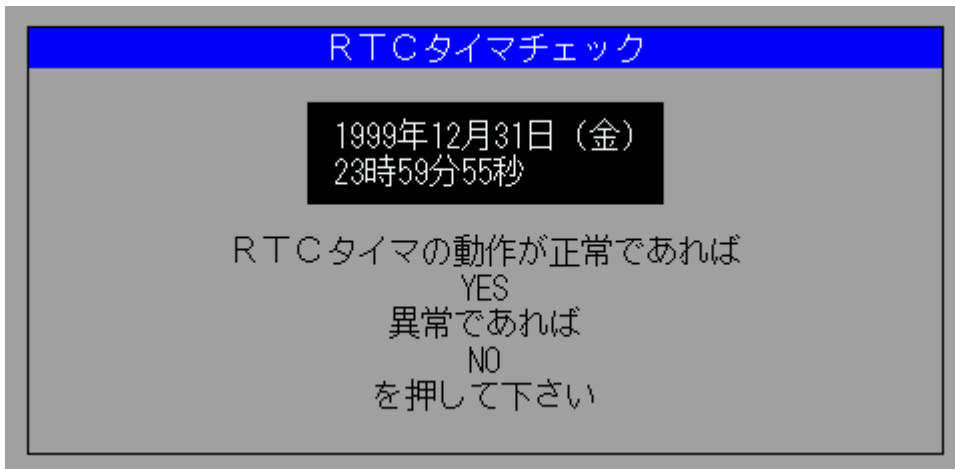 RTCタイマチェック
1999年12月31日（金）
23時59分55秒
RTCタイマの動作が正常であれば
YES
異常であれば
NO
を押して下さい